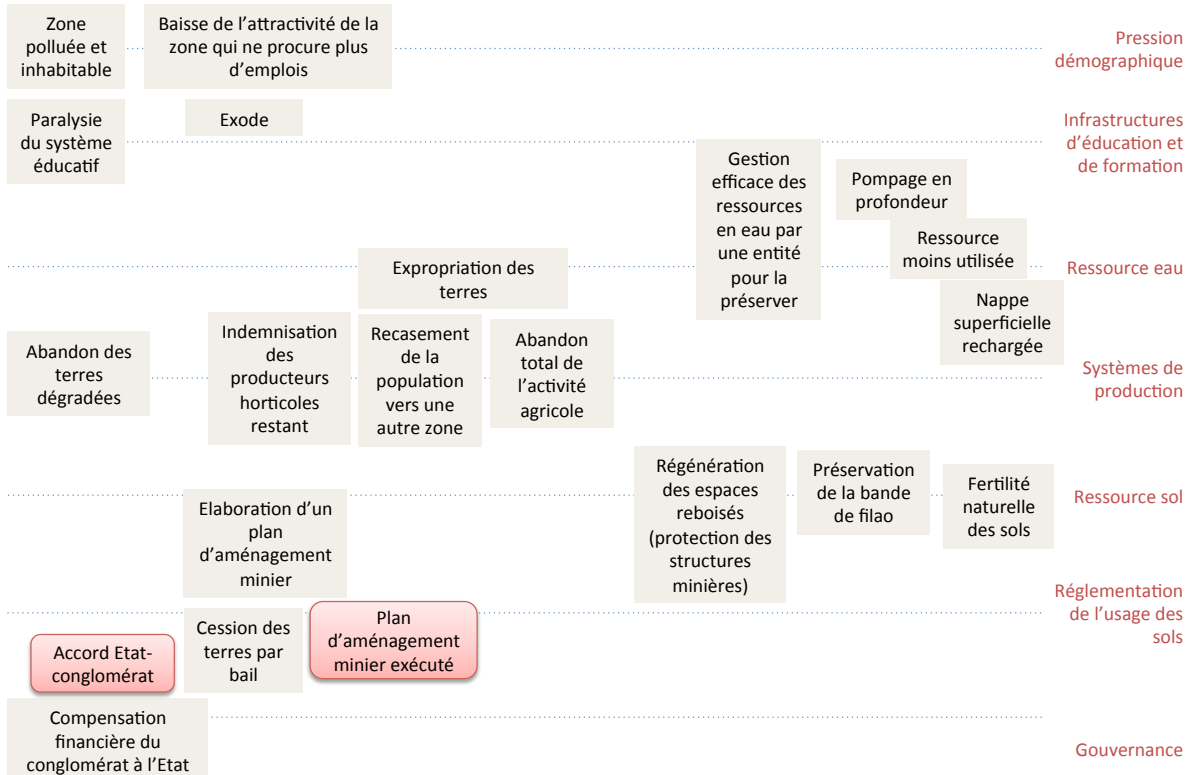 Zone
polluée et
inhabitable
Baisse de l'attractivité de la
zone qui ne procure plus
d'emplois
Pression
démographique
Paralysie
du système
éducatif
Exode
Infrastructures
d'éducation et
de formation
Gestion
efficace des
ressources
en eau par
une entité
pour la
préserver
Pompage en
profondeur
Ressource
moins utilisée
Nappe
superficielle
rechargée
Ressource eau
Expropriation des
terres
Abandon des
terres
dégradées
Indemnisation
des
producteurs
horticoles
restant
Recasement
de la
population
vers une
autre zone
Abandon
total de
l'activité
agricole
Systèmes de
production
Régénération
des espaces
reboisés
(protection des
structures
minières)
Préservation
de la bande
de filao
Fertilité
naturelle
des sols
Ressource sol
Elaboration d'un
plan
d'aménagement
minier
Réglementation
de l'usage des
sols
Accord Etat-
conglomérat
Cession des
terres par
bail
Plan
d'aménagement
minier exécuté
Compensation
financière du
conglomérat à l'Etat
Gouvernance